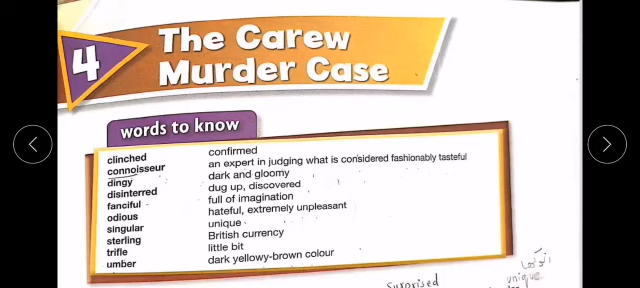 4
The Carew
Murder Case
words to know
clinched confirmed
connoisseur an expert in judging what is considered fashionably tasteful
dingy dark and gloomy
disinterred dug up, discovered
fanciful full of imagination
odious hateful, extremely unpleasant
singular unique
sterling British currency
trifle little bit
umber dark yellowy-brown colour
Surprised unique